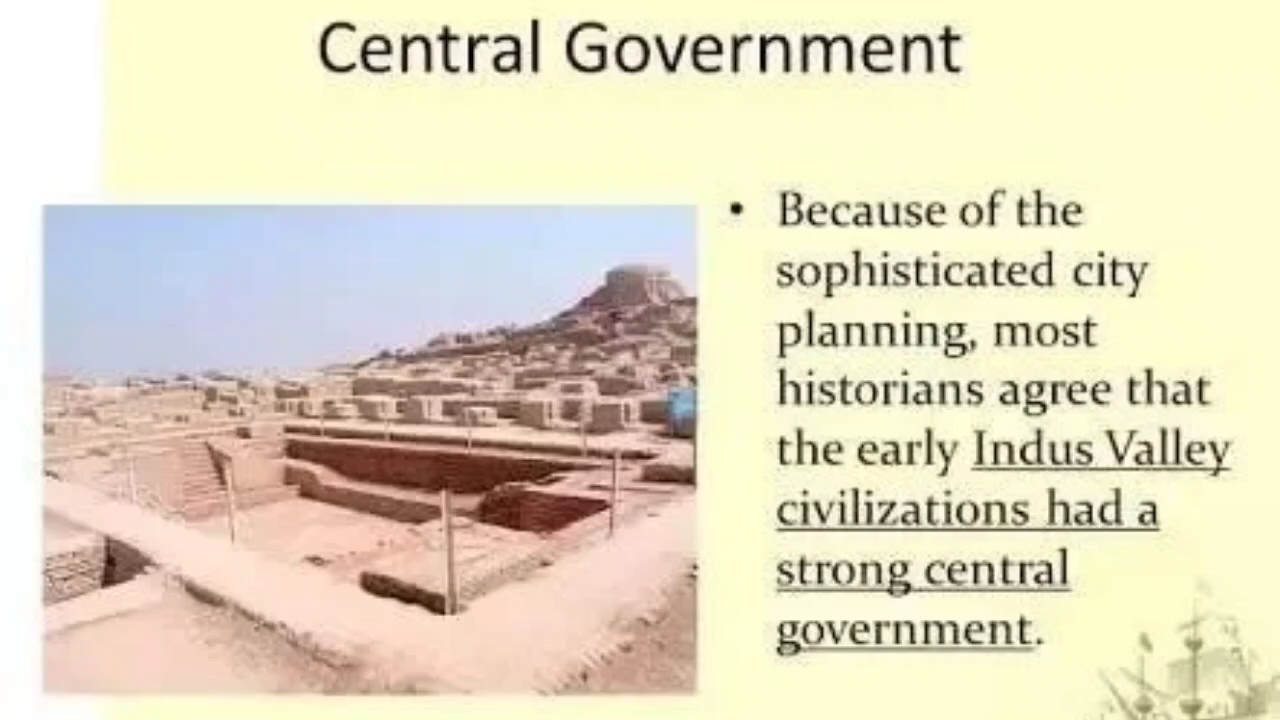 Central Government
• Because of the
sophisticated city
planning, most
historians agree that
the early Indus Valley
civilizations had a
strong central
government.